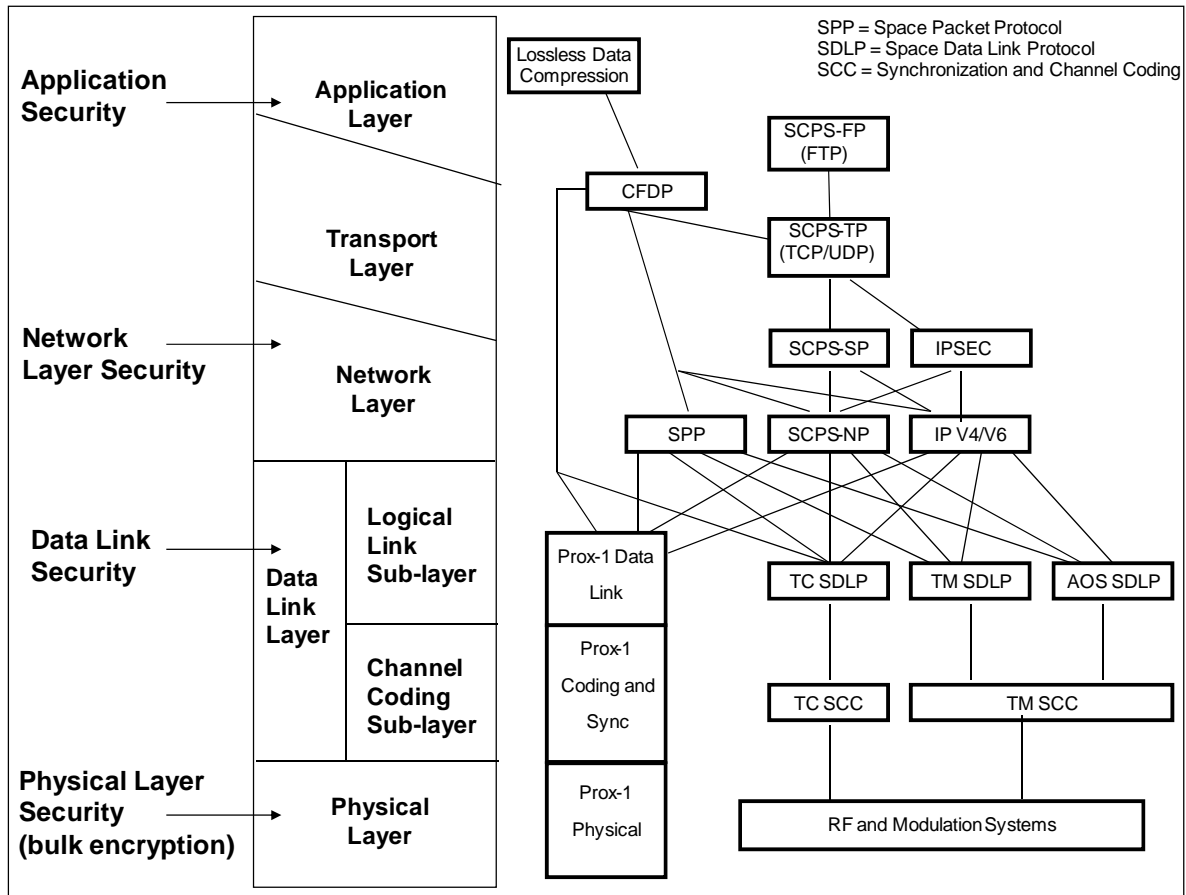 SPP = Space Packet Protocol
SDLP = Space Data Link Protocol
SCC = Synchronization and Channel Coding
Application
Security
Application
Layer
Transport
Layer
Network
Layer Security
Network
Layer
Data Link
Security
Data
Link
Layer
Logical
Link
Sub-layer
Channel
Coding
Sub-layer
Physical Layer
Security
(bulk encryption)
Physical
Layer
Lossless Data
Compression
SCPS-FP
(FTP)
CFDP
SCPS-TP
(TCP/UDP)
SCPS-SP
IPSEC
SPP
SCPS-NP
IP V4/V6
Prox-1 Data
Link
TC SDLP
TM SDLP
AOS SDLP
Prox-1
Coding and
Sync
TC SCC
TM SCC
Prox-1
Physical
RF and Modulation Systems